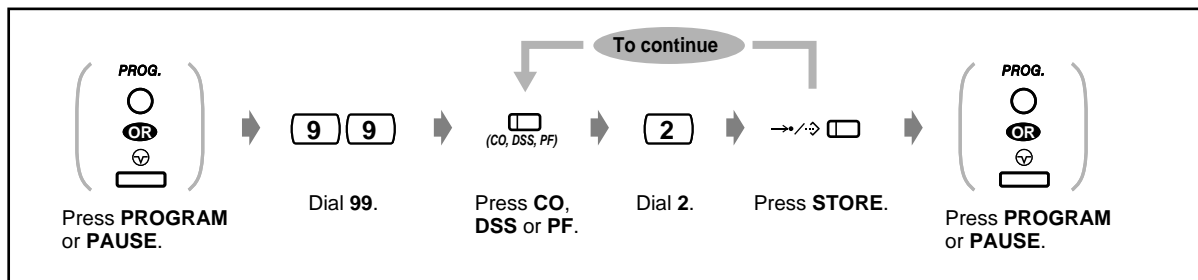 To continue
PROG.
OR
Press PROGRAM
or PAUSE.
9 9
Dial 99.
(CO, DSS, PF)
Press CO,
DSS or PF.
2
Dial 2.
Press STORE.
PROG.
OR
Press PROGRAM
or PAUSE.